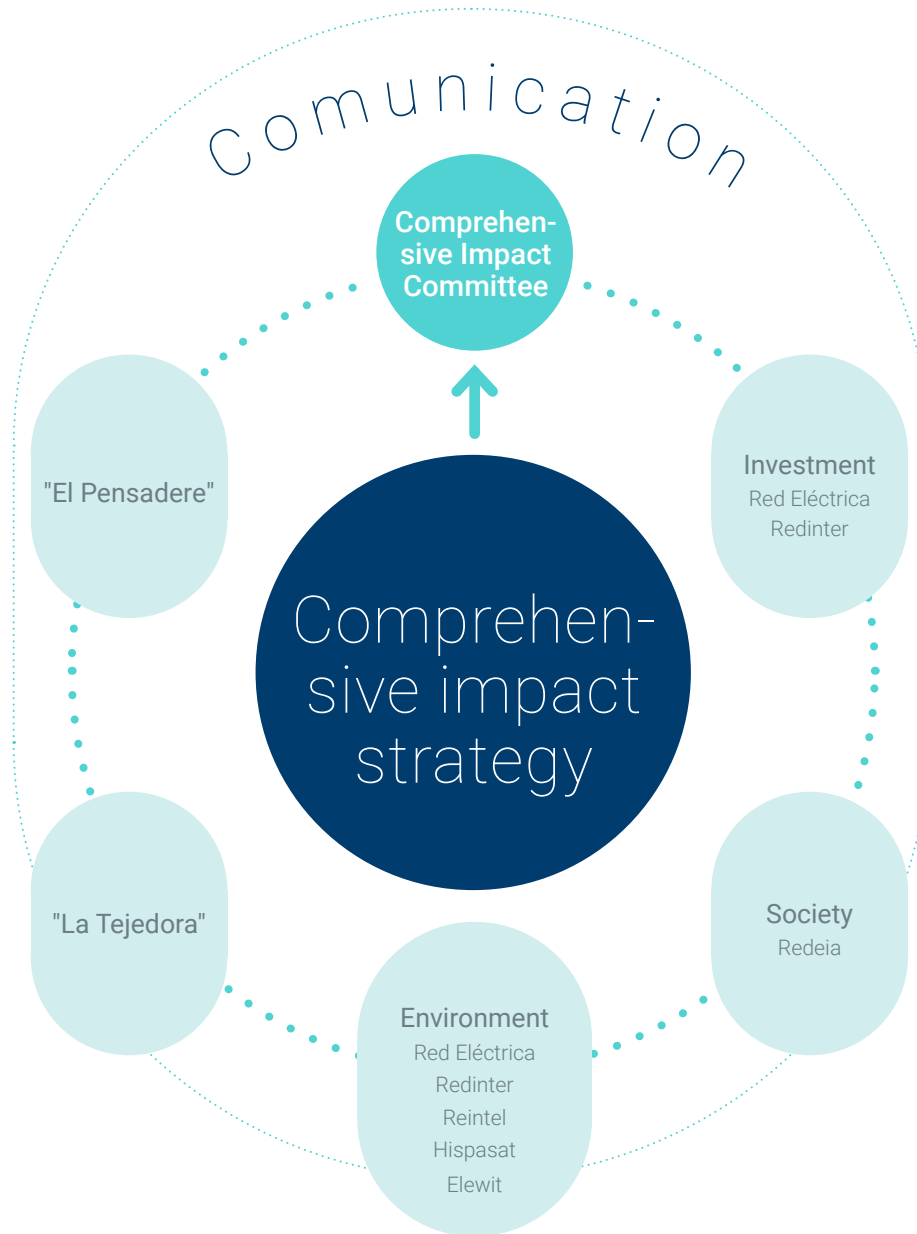 Comunication
Comprehen-
sive Impact
Committee
"El Pensadere"
Investment
Red Eléctrica
Redinter
Comprehen-
sive impact
strategy
"La Tejedora"
Society
Redeia
Environment
Red Eléctrica
Redinter
Reintel
Hispasat
Elewit